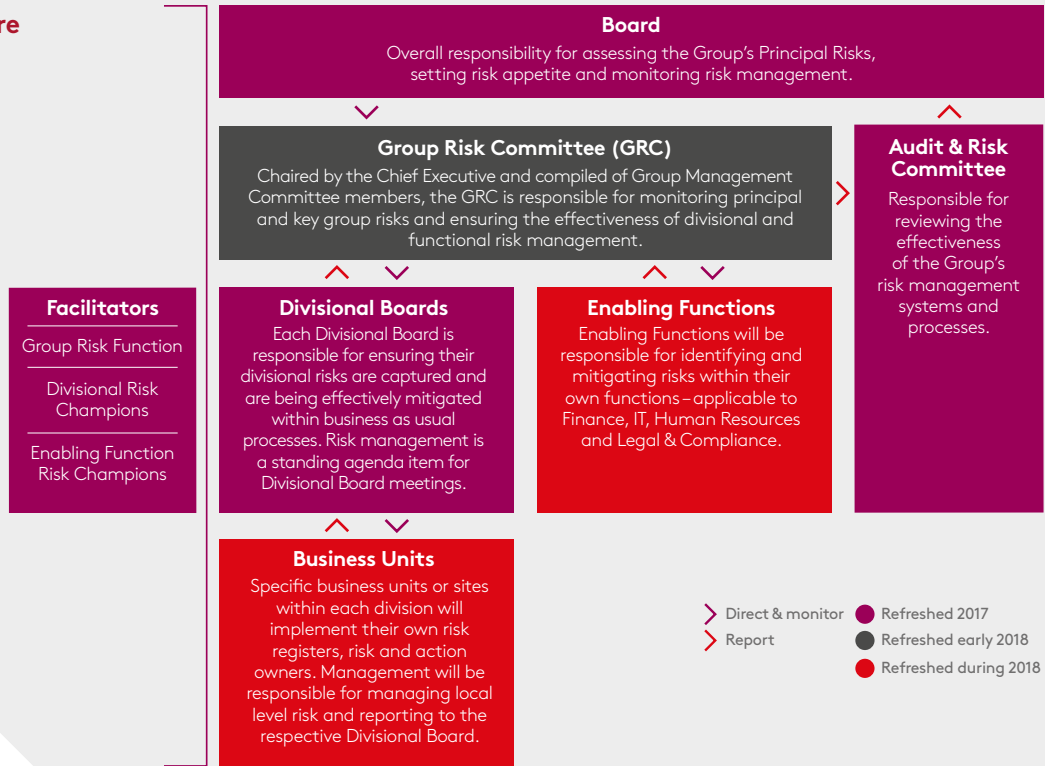 re
Board
Overall responsibility for assessing the Group's Principal Risks,
setting risk appetite and monitoring risk management.
Group Risk Committee (GRC)
Chaired by the Chief Executive and compiled of Group Management
Committee members, the GRC is responsible for monitoring principal
and key group risks and ensuring the effectiveness of divisional and
functional risk management.
Audit & Risk
Committee
Responsible for
reviewing the
effectiveness
of the Group's
risk management
systems and
processes.
Facilitators
Group Risk Function
Divisional Risk
Champions
Enabling Function
Risk Champions
Divisional Boards
Each Divisional Board is
responsible for ensuring their
divisional risks are captured and
are being effectively mitigated
within business as usual
processes. Risk management is
a standing agenda item for
Divisional Board meetings.
Enabling Functions
Enabling Functions will be
responsible for identifying and
mitigating risks within their
own functions – applicable to
Finance, IT, Human Resources
and Legal & Compliance.
Business Units
Specific business units or sites
within each division will
implement their own risk
registers, risk and action
owners. Management will be
responsible for managing local
level risk and reporting to the
respective Divisional Board.
Direct & monitor
Report
Refreshed 2017
Refreshed early 2018
Refreshed during 2018